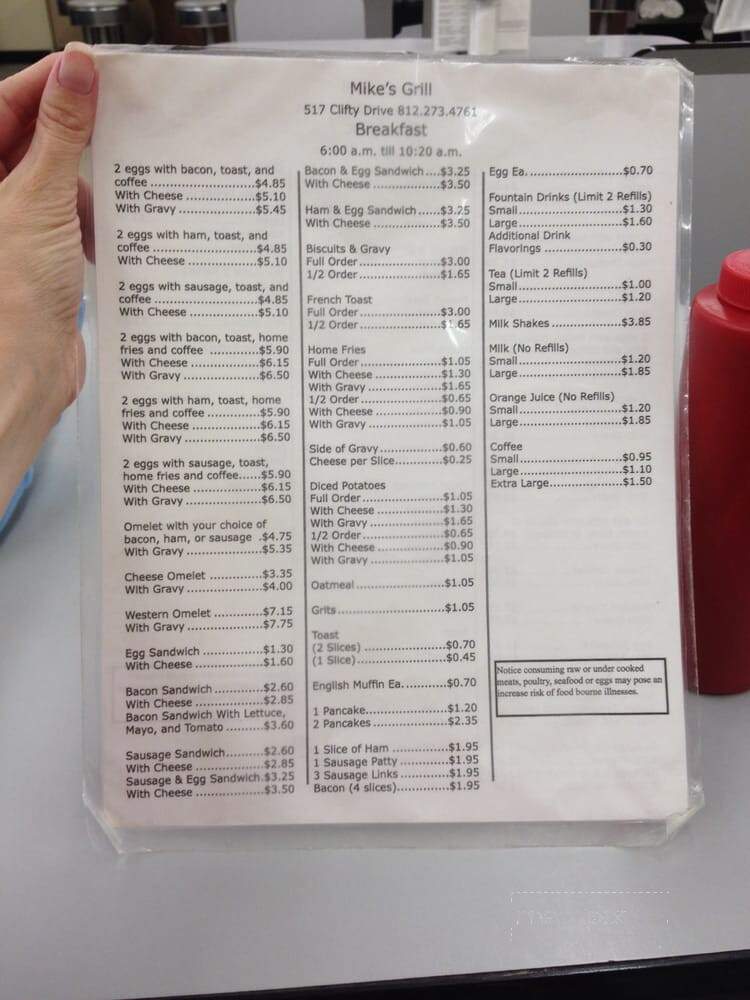 Mike's Grill
517 Clifty Drive 812.273.4761
Breakfast
6:00 a.m. till 10:20 a.m.
2 eggs with bacon, toast, and
coffee ..........................$4.85
With Cheese ...................$5.10
With Gravy .....................$5.45
2 eggs with ham, toast, and
coffee ..........................$4.85
With Cheese ...................$5.10
2 eggs with sausage, toast, and
coffee ..........................$4.85
With Cheese ...................$5.10
2 eggs with bacon, toast, home
fries and coffee ............$5.90
With Cheese ...................$6.15
With Gravy .....................$6.50
2 eggs with ham, toast, home
fries and coffee ............$5.90
With Cheese ...................$6.15
With Gravy .....................$6.50
2 eggs with sausage, toast,
home fries and coffee......$5.90
With Cheese ...................$6.15
With Gravy .....................$6.50
Omelet with your choice of
bacon, ham, or sausage .$4.75
With Gravy .....................$5.35
Cheese Omelet ..............$3.35
With Gravy .....................$4.00
Western Omelet ............$7.15
With Gravy .....................$7.75
Egg Sandwich ...............$1.30
With Cheese ...................$1.60
Bacon Sandwich ............$2.60
With Cheese ...................$2.85
Bacon Sandwich With Lettuce,
Mayo, and Tomato .........$3.60
Sausage Sandwich.........$2.60
With Cheese ...................$2.85
Sausage & Egg Sandwich.$3.25
With Cheese ...................$3.50
Bacon & Egg Sandwich ....$3.25
With Cheese ...................$3.50
Ham & Egg Sandwich .....$3.25
With Cheese ...................$3.50
Biscuits & Gravy
Full Order.......................$3.00
1/2 Order.......................$1.65
French Toast
Full Order.......................$3.00
1/2 Order.......................$1.65
Home Fries
Full Order.......................$1.05
With Cheese ...................$1.30
With Gravy .....................$1.65
1/2 Order.......................$0.65
With Cheese ...................$0.90
With Gravy .....................$1.05
Side of Gravy.................$0.60
Cheese per Slice.............$0.25
Diced Potatoes
Full Order.......................$1.05
With Cheese ...................$1.30
With Gravy .....................$1.65
1/2 Order.......................$0.65
With Cheese ...................$0.90
With Gravy .....................$1.05
Oatmeal .........................$1.05
Grits..............................$1.05
Toast
(2 Slices) .......................$0.70
(1 Slice).........................$0.45
English Muffin Ea............$0.70
1 Pancake......................$1.20
2 Pancakes ....................$2.35
1 Slice of Ham ...............$1.95
1 Sausage Patty .............$1.95
3 Sausage Links .............$1.95
Bacon (4 slices)..............$1.95
Egg Ea. .........................$0.70
Fountain Drinks (Limit 2 Refills)
Small.............................$1.30
Large.............................$1.60
Additional Drink
Flavorings .....................$0.30
Tea (Limit 2 Refills)
Small.............................$1.00
Large.............................$1.20
Milk Shakes ...................$3.85
Milk (No Refills)
Small.............................$1.20
Large.............................$1.85
Orange Juice (No Refills)
Small.............................$1.20
Large.............................$1.85
Coffee
Small.............................$0.95
Large.............................$1.10
Extra Large....................$1.50
Notice consuming raw or under cooked
meats, poultry, seafood or eggs may pose an
increase risk of food bourne illnesses.